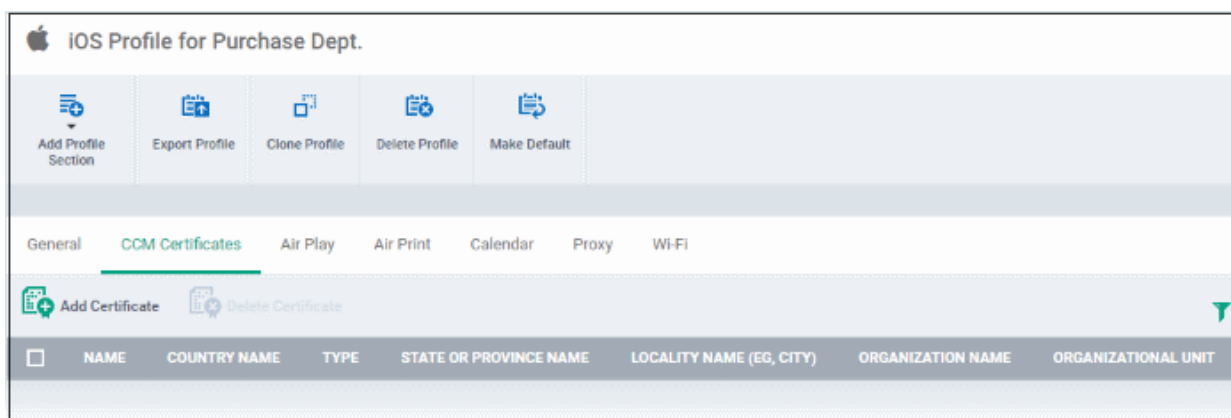 iOS Profile for Purchase Dept.
Add Profile Section
Export Profile
Clone Profile
Delete Profile
Make Default
General CCM Certificates Air Play Air Print Calendar Proxy Wi-Fi
Add Certificate Delete Certificate
NAME COUNTRY NAME TYPE STATE OR PROVINCE NAME LOCALITY NAME (EG, CITY) ORGANIZATION NAME ORGANIZATIONAL UNIT